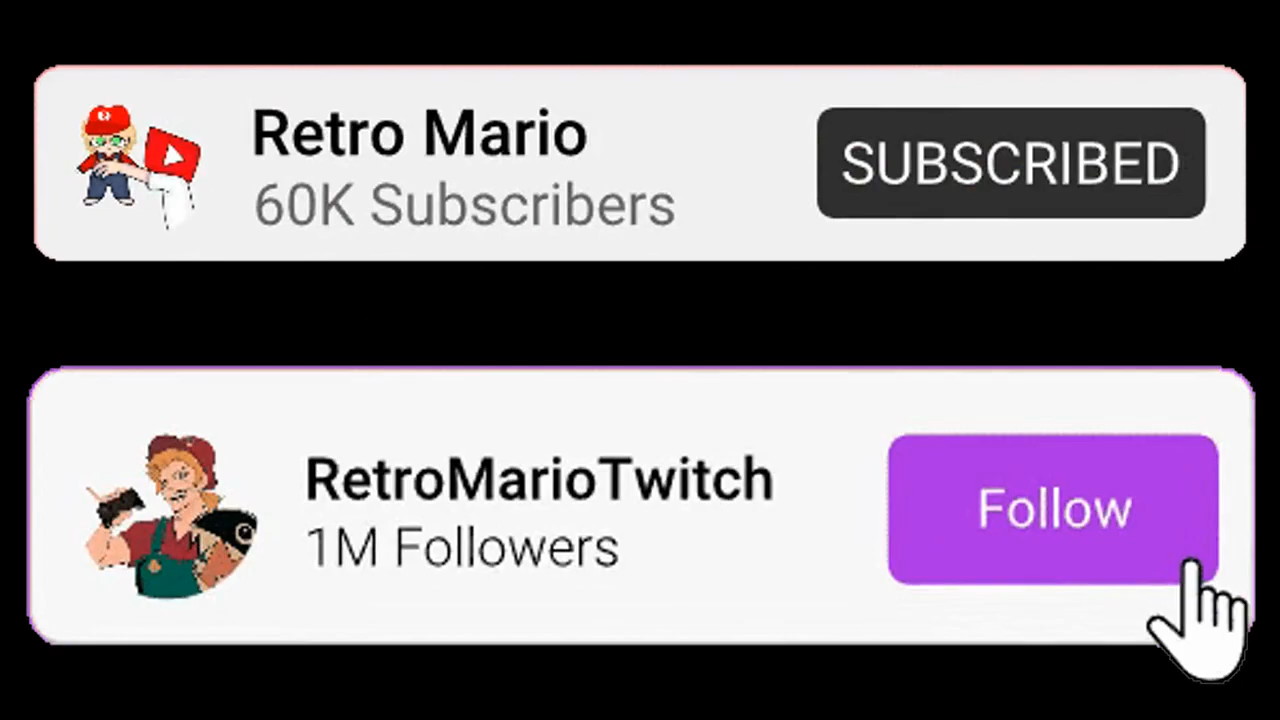 Retro Mario
60K Subscribers
SUBSCRIBED
RetroMarioTwitch
1M Followers
Follow